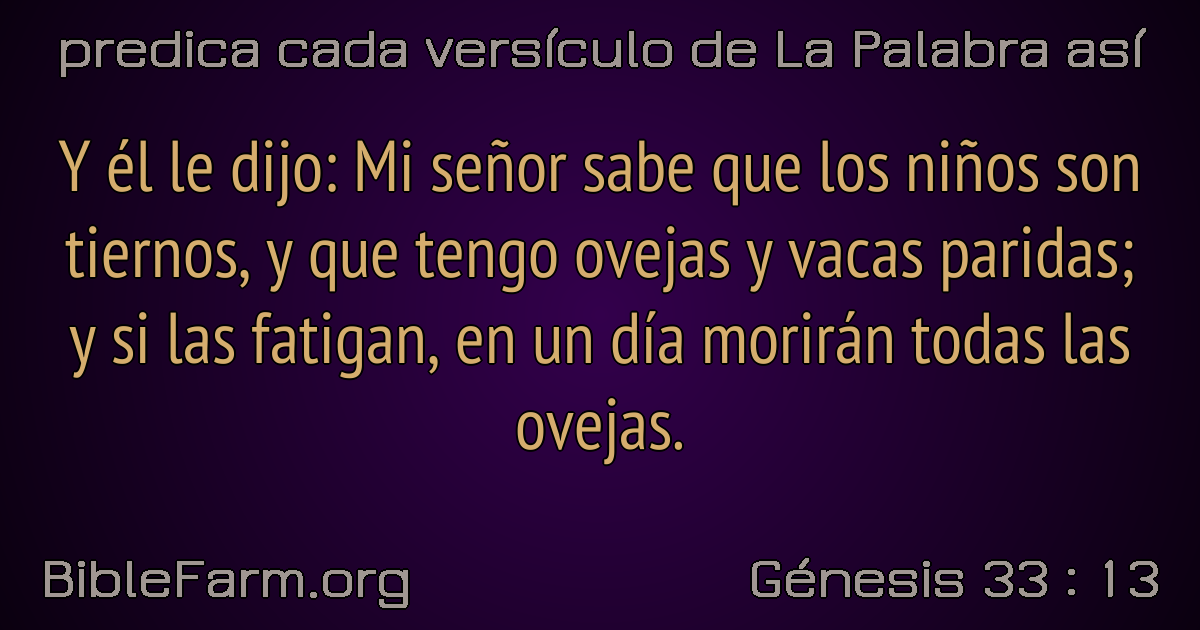 predica cada versículo de La Palabra así
Y él le dijo: Mi señor sabe que los niños son
tiernos, y que tengo ovejas y vacas paridas;
y si las fatigan, en un día morirán todas las
ovejas.
BibleFarm.org
Génesis 33 : 13